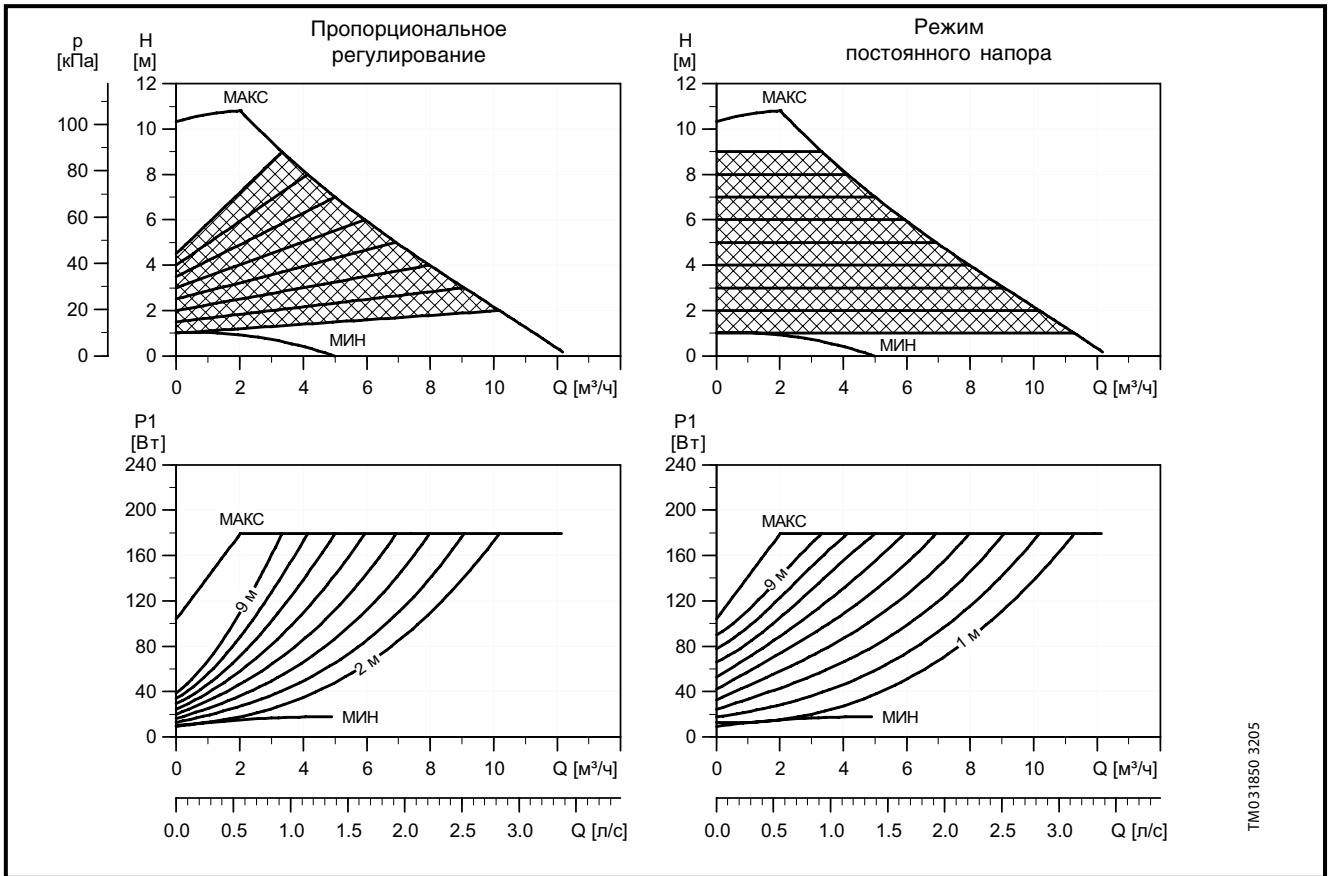 Пропорциональное
регулирование
Режим
постоянного напора
p
[кПа]
H
[м]
H
[м]
12
10
8
6
4
2
0
100
80
60
40
20
0
МАКС
МИН
0 2 4 6 8 10 Q [м³/ч]
12
10
8
6
4
2
0
МАКС
МИН
0 2 4 6 8 10 Q [м³/ч]
P1
[Вт]
240
200
160
120
80
40
0
МАКС
9 м
2 м
МИН
0 2 4 6 8 10 Q [м³/ч]
0.0 0.5 1.0 1.5 2.0 2.5 3.0 Q [л/с]
P1
[Вт]
240
200
160
120
80
40
0
МАКС
9 м
1 м
МИН
0 2 4 6 8 10 Q [м³/ч]
0.0 0.5 1.0 1.5 2.0 2.5 3.0 Q [л/с]
TM03 1850 3205